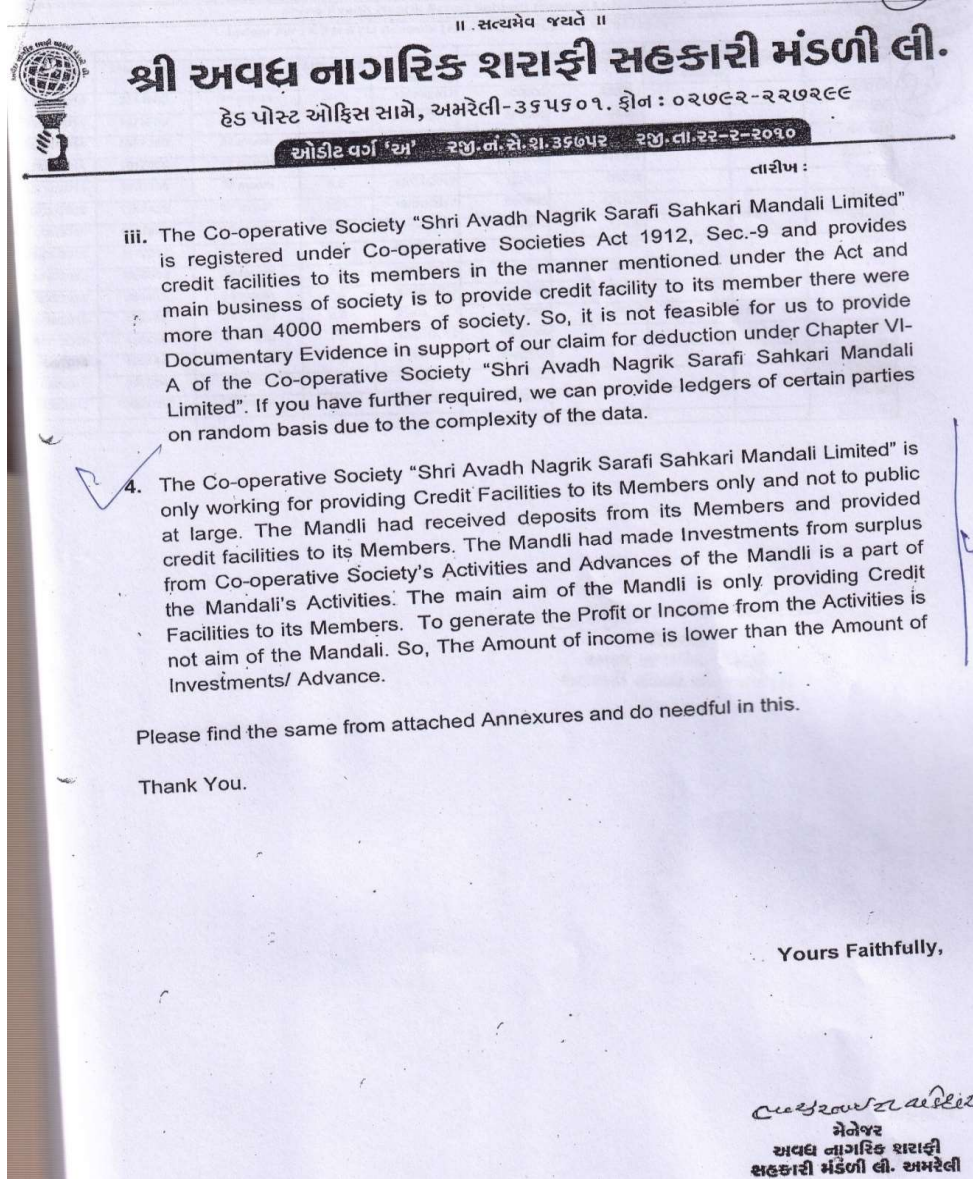 ॥ સત્યમેવ જયતે ॥
શ્રી અવધ નાગરિક શરાફી સહકારી મંડળી લી.
હેડ પોસ્ટ ઓફિસ સામે, અમરેલી-૩૬૫૬૦૧. ફોન : ૦૨૭૯૨-૨૨૭૨૯૯
ઓડીટ વર્ગ ‘અ’ રજી.નં.સે.શ.૩૬૭૫૨ રજી.તા.૨૨-૨-૨૦૧૦
તારીખ :
iii. The Co-operative Society “Shri Avadh Nagrik Sarafi Sahkari Mandali Limited”
is registered under Co-operative Societies Act 1912, Sec.-9 and provides
credit facilities to its members in the manner mentioned under the Act and
main business of society is to provide credit facility to its member there were
more than 4000 members of society. So, it is not feasible for us to provide
Documentary Evidence in support of our claim for deduction under Chapter VI-
A of the Co-operative Society “Shri Avadh Nagrik Sarafi Sahkari Mandali
Limited”. If you have further required, we can provide ledgers of certain parties
on random basis due to the complexity of the data.
4. The Co-operative Society “Shri Avadh Nagrik Sarafi Sahkari Mandali Limited” is
only working for providing Credit Facilities to its Members only and not to public
at large. The Mandli had received deposits from its Members and provided
credit facilities to its Members. The Mandli had made Investments from surplus
from Co-operative Society’s Activities and Advances of the Mandli is a part of
the Mandali’s Activities. The main aim of the Mandli is only providing Credit
Facilities to its Members. To generate the Profit or Income from the Activities is
not aim of the Mandali. So, The Amount of income is lower than the Amount of
Investments/ Advance.
Please find the same from attached Annexures and do needful in this.
Thank You.
Yours Faithfully,
મેનેજર
અવધ નાગરિક શરાફી
સહકારી મંડળી લી. અમરેલી